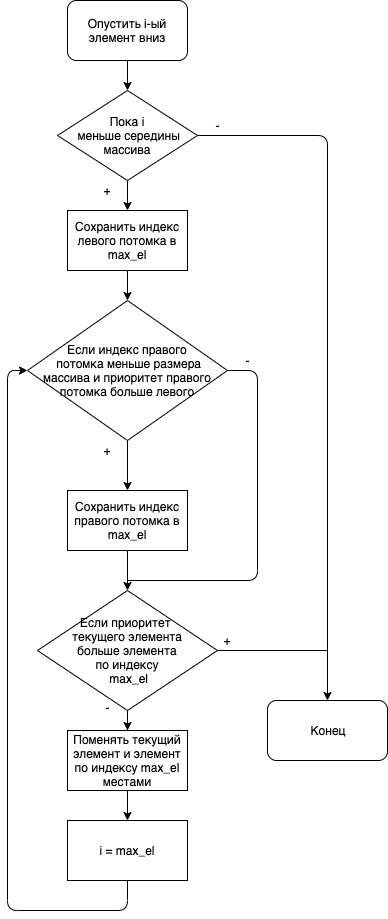 Опустить i-ый
элемент вниз
Пока i
меньше середины
массива
-
+
Сохранить индекс
левого потомка в
max_el
Если индекс правого
потомка меньше размера
массива и приоритет правого
потомка больше левого
-
+
Сохранить индекс
правого потомка в
max_el
Если приоритет
текущего элемента
больше элемента
по индексу
max_el
+
-
Конец
Поменять текущий
элемент и элемент
по индексу max_el
местами
i = max_el